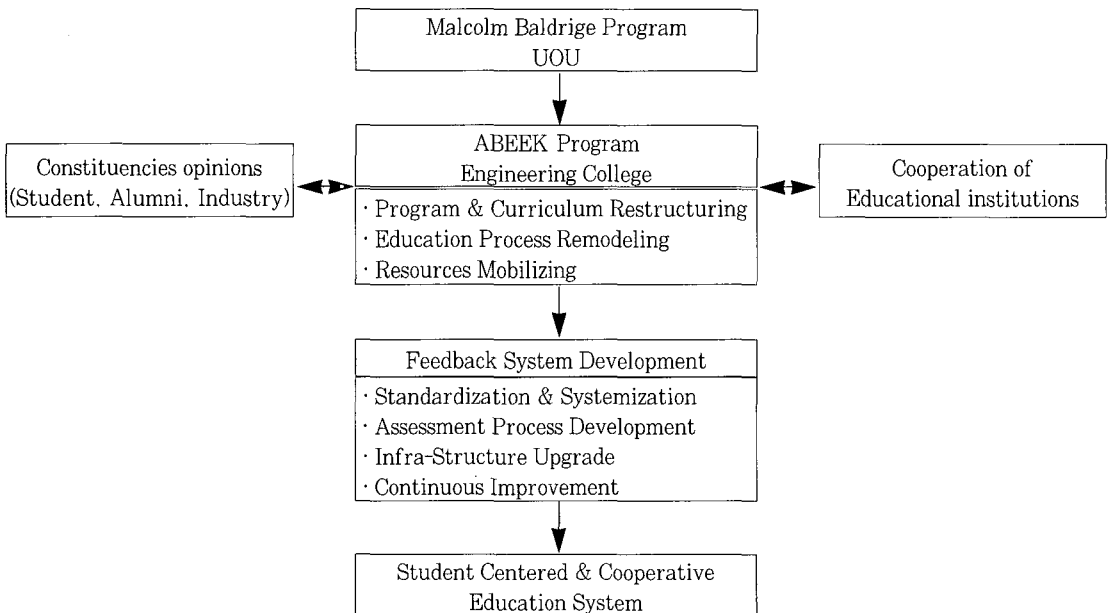 Malcolm Baldrige Program
UOU
ABEEK Program
Engineering College
· Program & Curriculum Restructuring
· Education Process Remodeling
· Resources Mobilizing
Constituencies opinions
(Student, Alumni, Industry)
Cooperation of
Educational institutions
Feedback System Development
· Standardization & Systemization
· Assessment Process Development
· Infra-Structure Upgrade
· Continuous Improvement
Student Centered & Cooperative
Education System